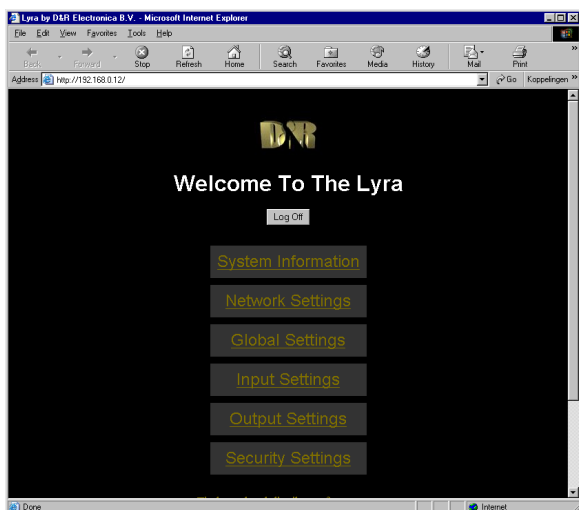 Lyra by D&R Electronica B.V. - Microsoft Internet Explorer
File Edit View Favorites Tools Help
Back Forward Stop Refresh Home Search Favorites Media History Mail Print
Address http://192.168.0.12/ Go Koppelingen
D&R
Welcome To The Lyra
Log Off
System Information
Network Settings
Global Settings
Input Settings
Output Settings
Security Settings
Done Internet